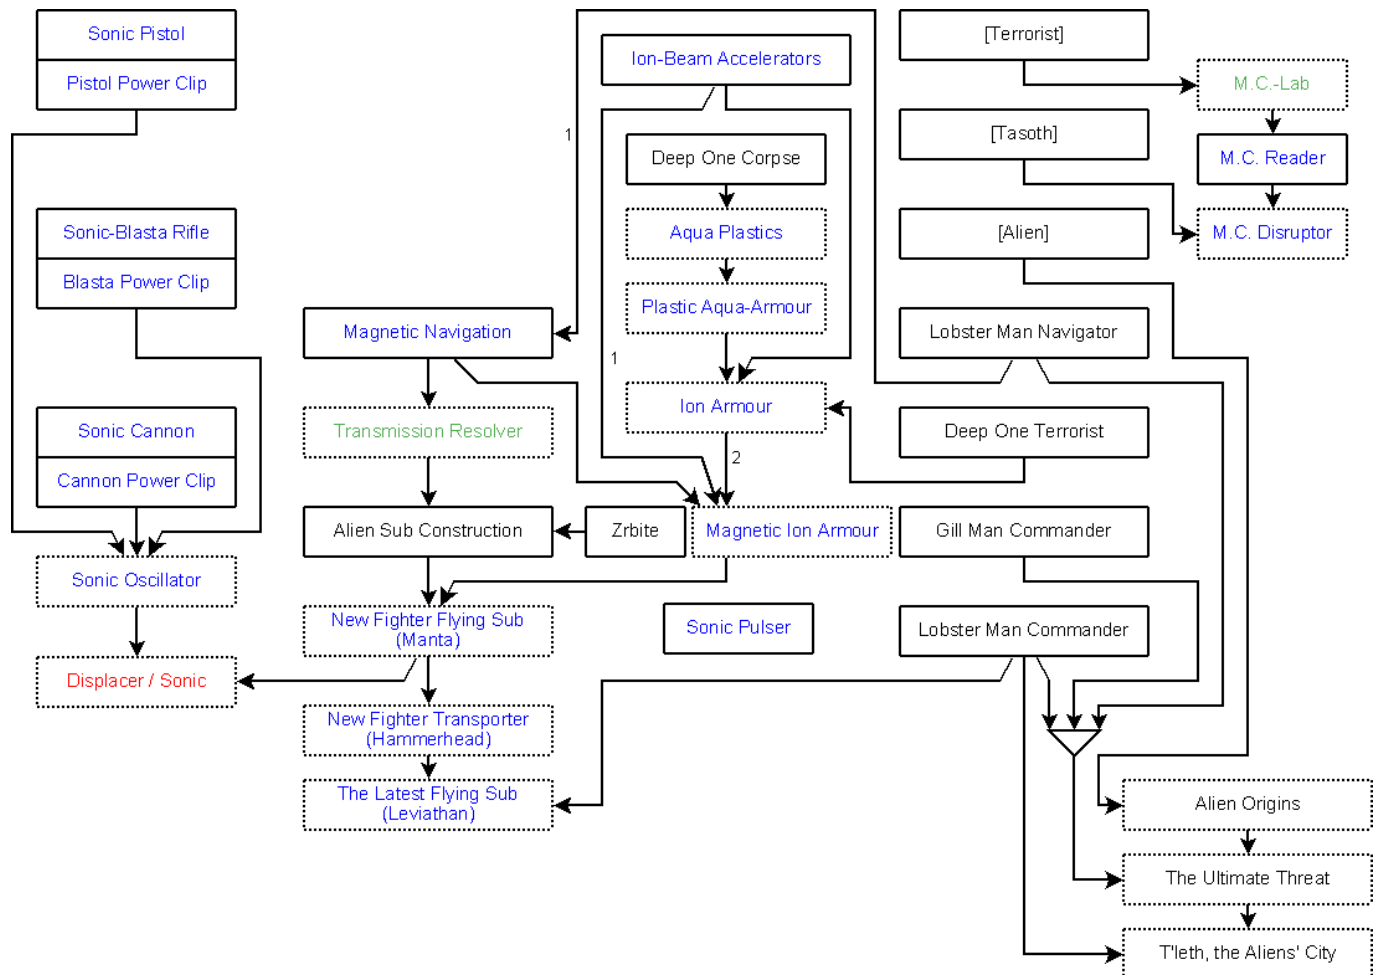 Sonic Pistol
Pistol Power Clip
Sonic-Blasta Rifle
Blasta Power Clip
Sonic Cannon
Cannon Power Clip
Sonic Oscillator
Displacer / Sonic
Magnetic Navigation
Transmission Resolver
Alien Sub Construction
New Fighter Flying Sub
(Manta)
New Fighter Transporter
(Hammerhead)
The Latest Flying Sub
(Leviathan)
1
Ion-Beam Accelerators
Deep One Corpse
Aqua Plastics
Plastic Aqua-Armour
1
Ion Armour
2
Zrbite
Magnetic Ion Armour
Sonic Pulser
[Terrorist]
[Tasoth]
[Alien]
Lobster Man Navigator
Deep One Terrorist
Gill Man Commander
Lobster Man Commander
M.C.-Lab
M.C. Reader
M.C. Disruptor
Alien Origins
The Ultimate Threat
T'leth, the Aliens' City